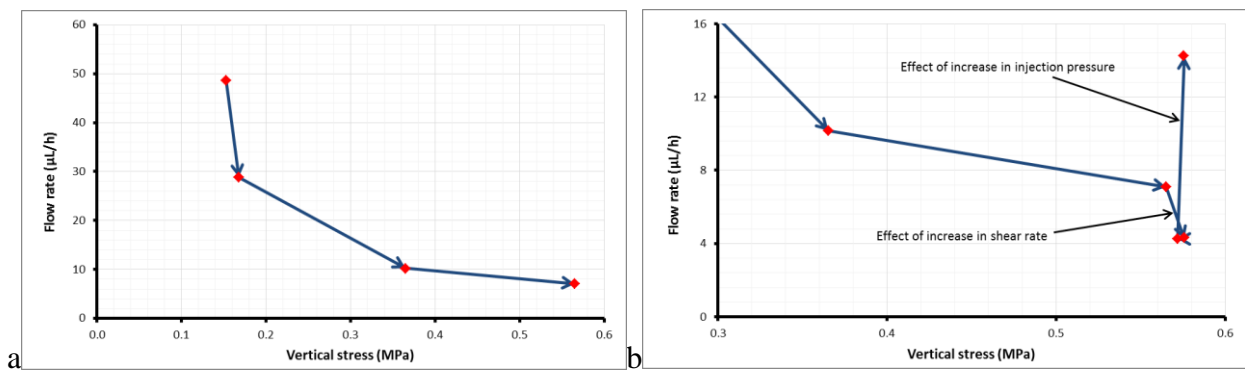 60
50
40
30
20
10
0
Flow rate (µL/h)
0.0 0.1 0.2 0.3 0.4 0.5 0.6
Vertical stress (MPa)
a
16
12
8
4
0
Flow rate (µL/h)
Effect of increase in injection pressure
Effect of increase in shear rate
0.3 0.4 0.5 0.6
Vertical stress (MPa)
b